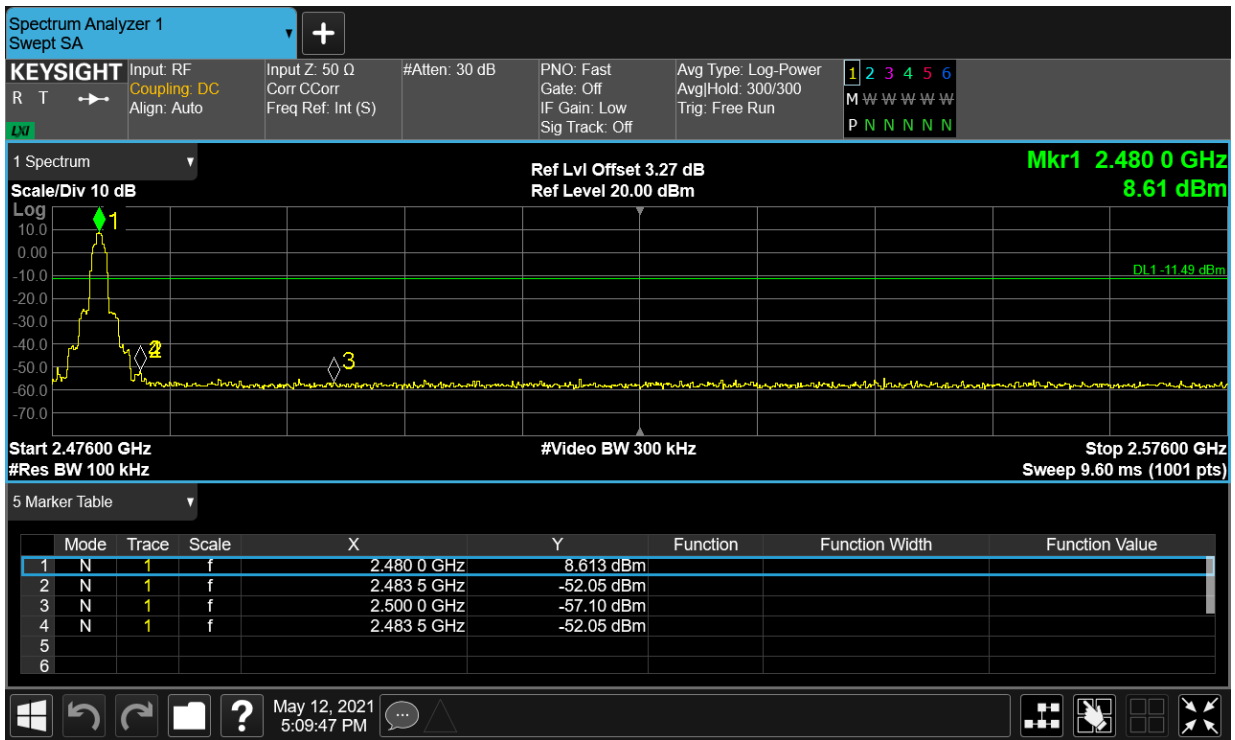 Spectrum Analyzer 1
Swept SA
KEYSIGHT
R T
LXI
Input: RF
Coupling: DC
Align: Auto
Input Z: 50 Ω
Corr CCorr
Freq Ref: Int (S)
#Atten: 30 dB
PNO: Fast
Gate: Off
IF Gain: Low
Sig Track: Off
Avg Type: Log-Power
Avg|Hold: 300/300
Trig: Free Run
1 2 3 4 5 6
M W W W W W
P N N N N N
1 Spectrum
Scale/Div 10 dB
Ref Lvl Offset 3.27 dB
Ref Level 20.00 dBm
Mkr1 2.480 0 GHz
8.61 dBm
Log
10.0
0.00
-10.0
-20.0
-30.0
-40.0
-50.0
-60.0
-70.0
1
DL1 -11.49 dBm
2
3
Start 2.47600 GHz
#Res BW 100 kHz
#Video BW 300 kHz
Stop 2.57600 GHz
Sweep 9.60 ms (1001 pts)
5 Marker Table
Mode Trace Scale X Y Function Function Width Function Value
1 N 1 f 2.480 0 GHz 8.613 dBm
2 N 1 f 2.483 5 GHz -52.05 dBm
3 N 1 f 2.500 0 GHz -57.10 dBm
4 N 1 f 2.483 5 GHz -52.05 dBm
5
6
?
May 12, 2021
5:09:47 PM